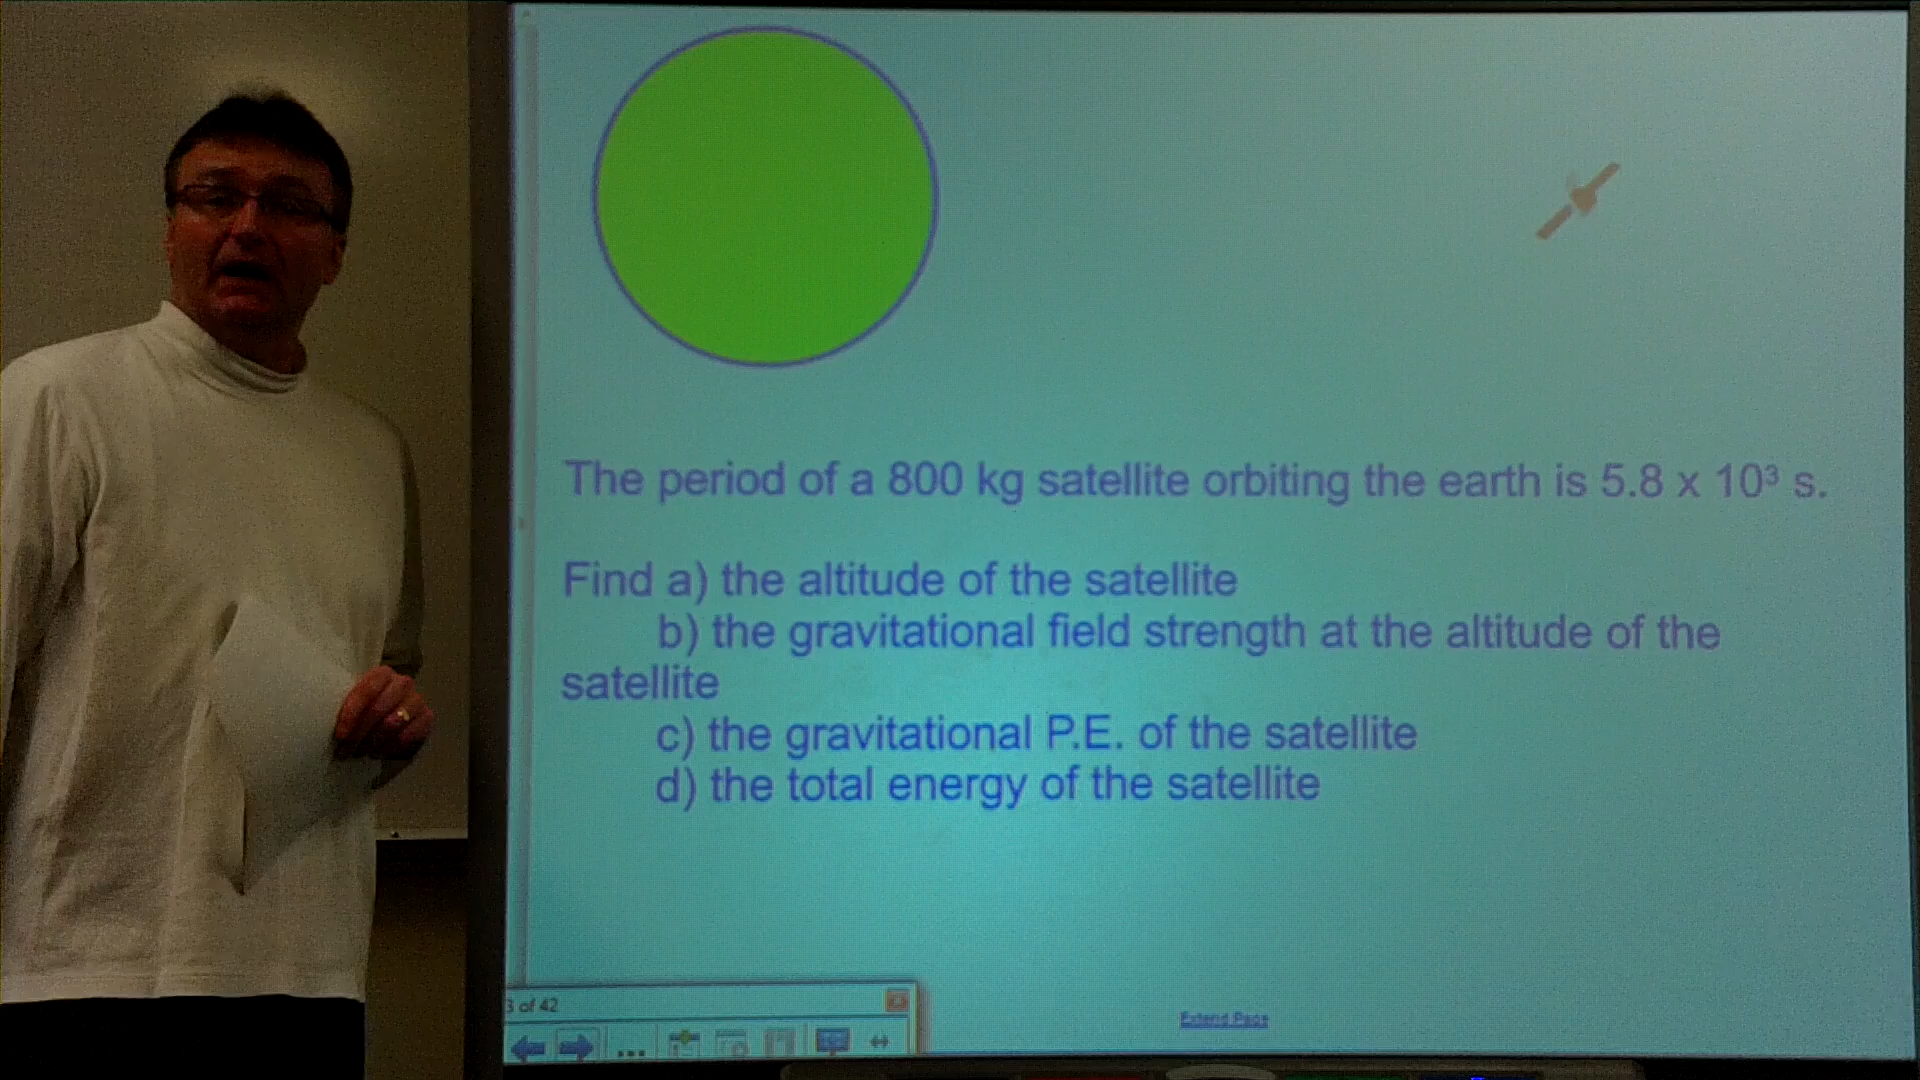 The period of a 800 kg satellite orbiting the earth is 5.8 x 10³ s.
Find a) the altitude of the satellite
b) the gravitational field strength at the altitude of the
satellite
c) the gravitational P.E. of the satellite
d) the total energy of the satellite
3 of 42
Extend Page